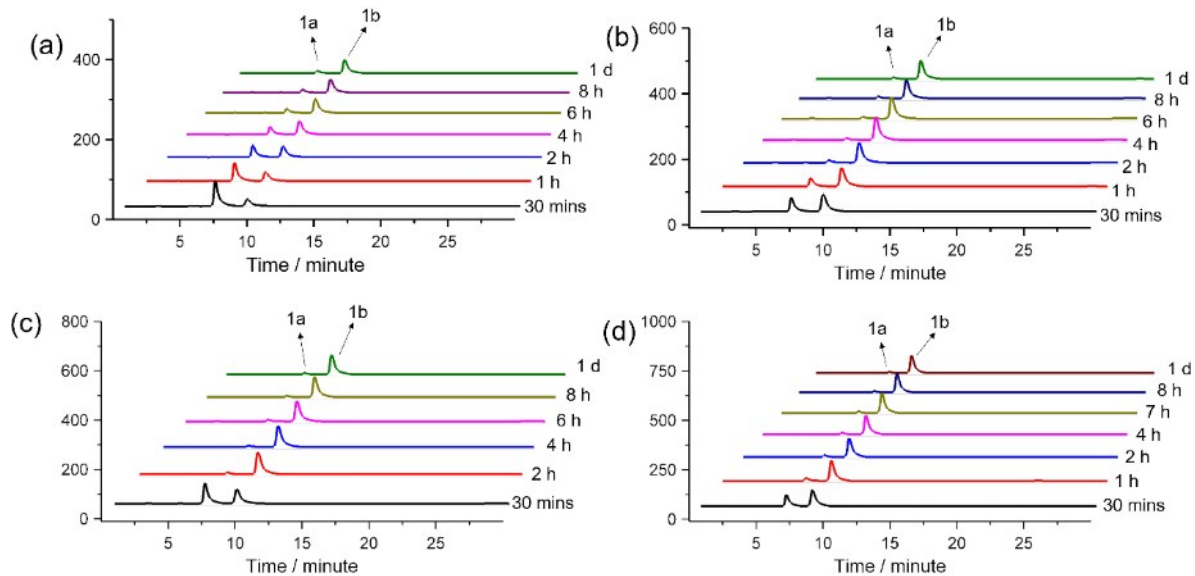 (a)
400
200
0
1a
1b
1 d
8 h
6 h
4 h
2 h
1 h
30 mins
5 10 15 20 25
Time / minute
(b)
600
400
200
0
1a
1b
1 d
8 h
6 h
4 h
2 h
1 h
30 mins
5 10 15 20 25
Time / minute
(c)
800
600
400
200
0
1a
1b
1 d
8 h
6 h
4 h
2 h
30 mins
5 10 15 20 25
Time / minute
(d)
1000
750
500
250
0
1a
1b
1 d
8 h
7 h
4 h
2 h
1 h
30 mins
5 10 15 20 25
Time / minute